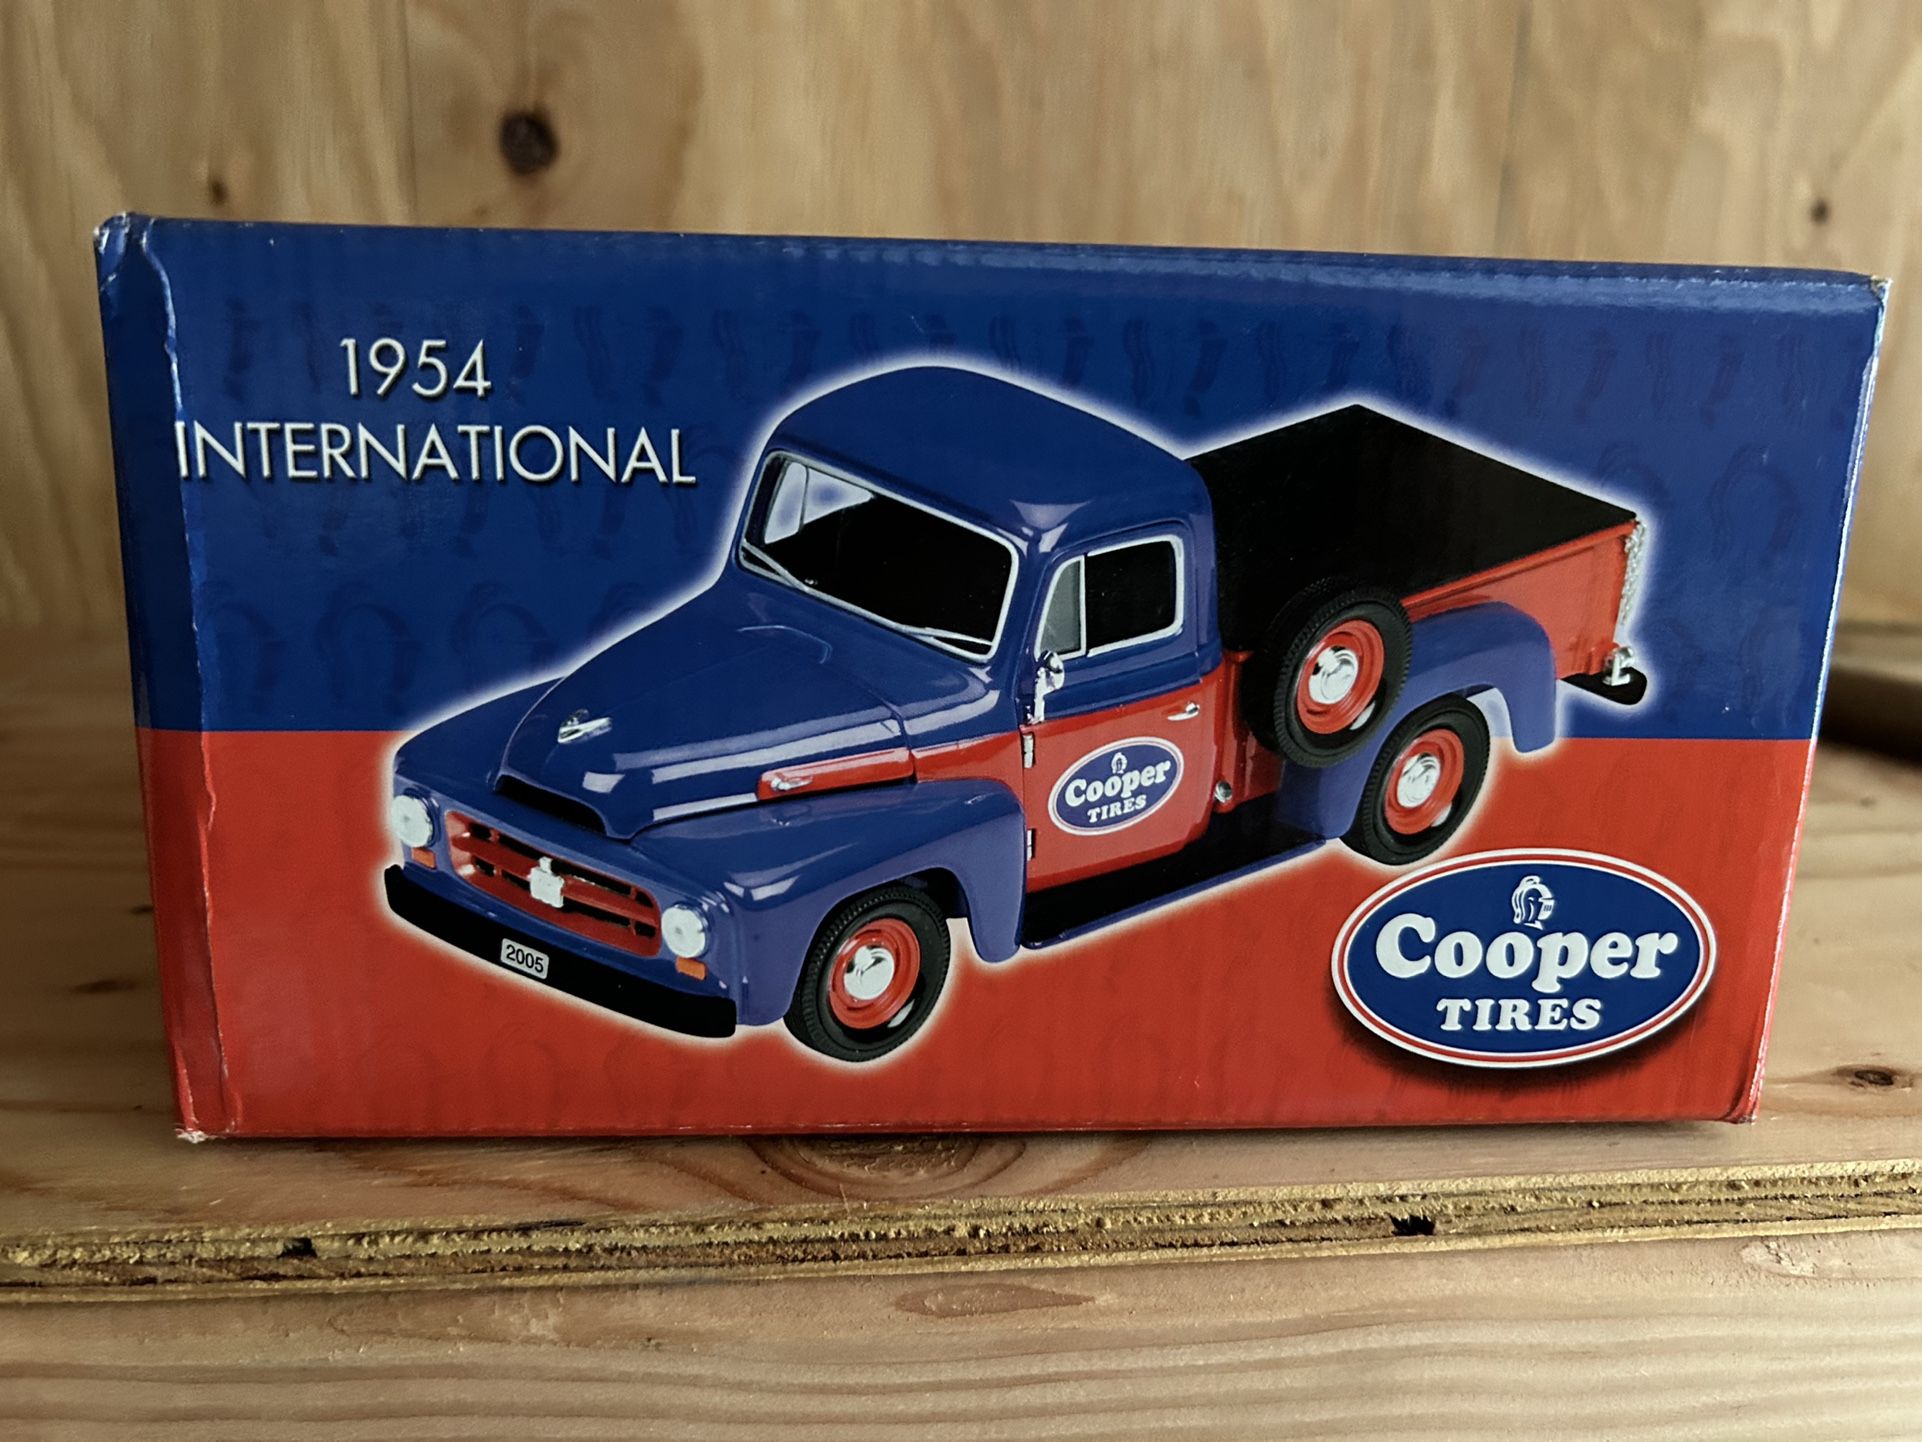 1954
INTERNATIONAL
Cooper
TIRES
2005
Cooper
TIRES